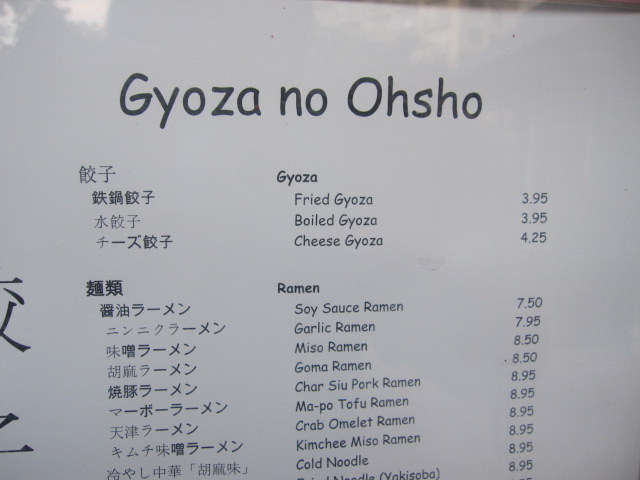 Gyoza no Ohsho
餃子 Gyoza
鉄鍋餃子 Fried Gyoza 3.95
水餃子 Boiled Gyoza 3.95
チーズ餃子 Cheese Gyoza 4.25
麺類 Ramen
醤油ラーメン Soy Sauce Ramen 7.50
ニンニクラーメン Garlic Ramen 7.95
味噌ラーメン Miso Ramen 8.50
胡麻ラーメン Goma Ramen 8.50
焼豚ラーメン Char Siu Pork Ramen 8.95
マーボーラーメン Ma-po Tofu Ramen 8.95
天津ラーメン Crab Omelet Ramen 8.95
キムチ味噌ラーメン Kimchee Miso Ramen 8.95
冷やし中華「胡麻味」 Cold Noodle 8.95
Fried Noodle (Yakisoba) 8.95